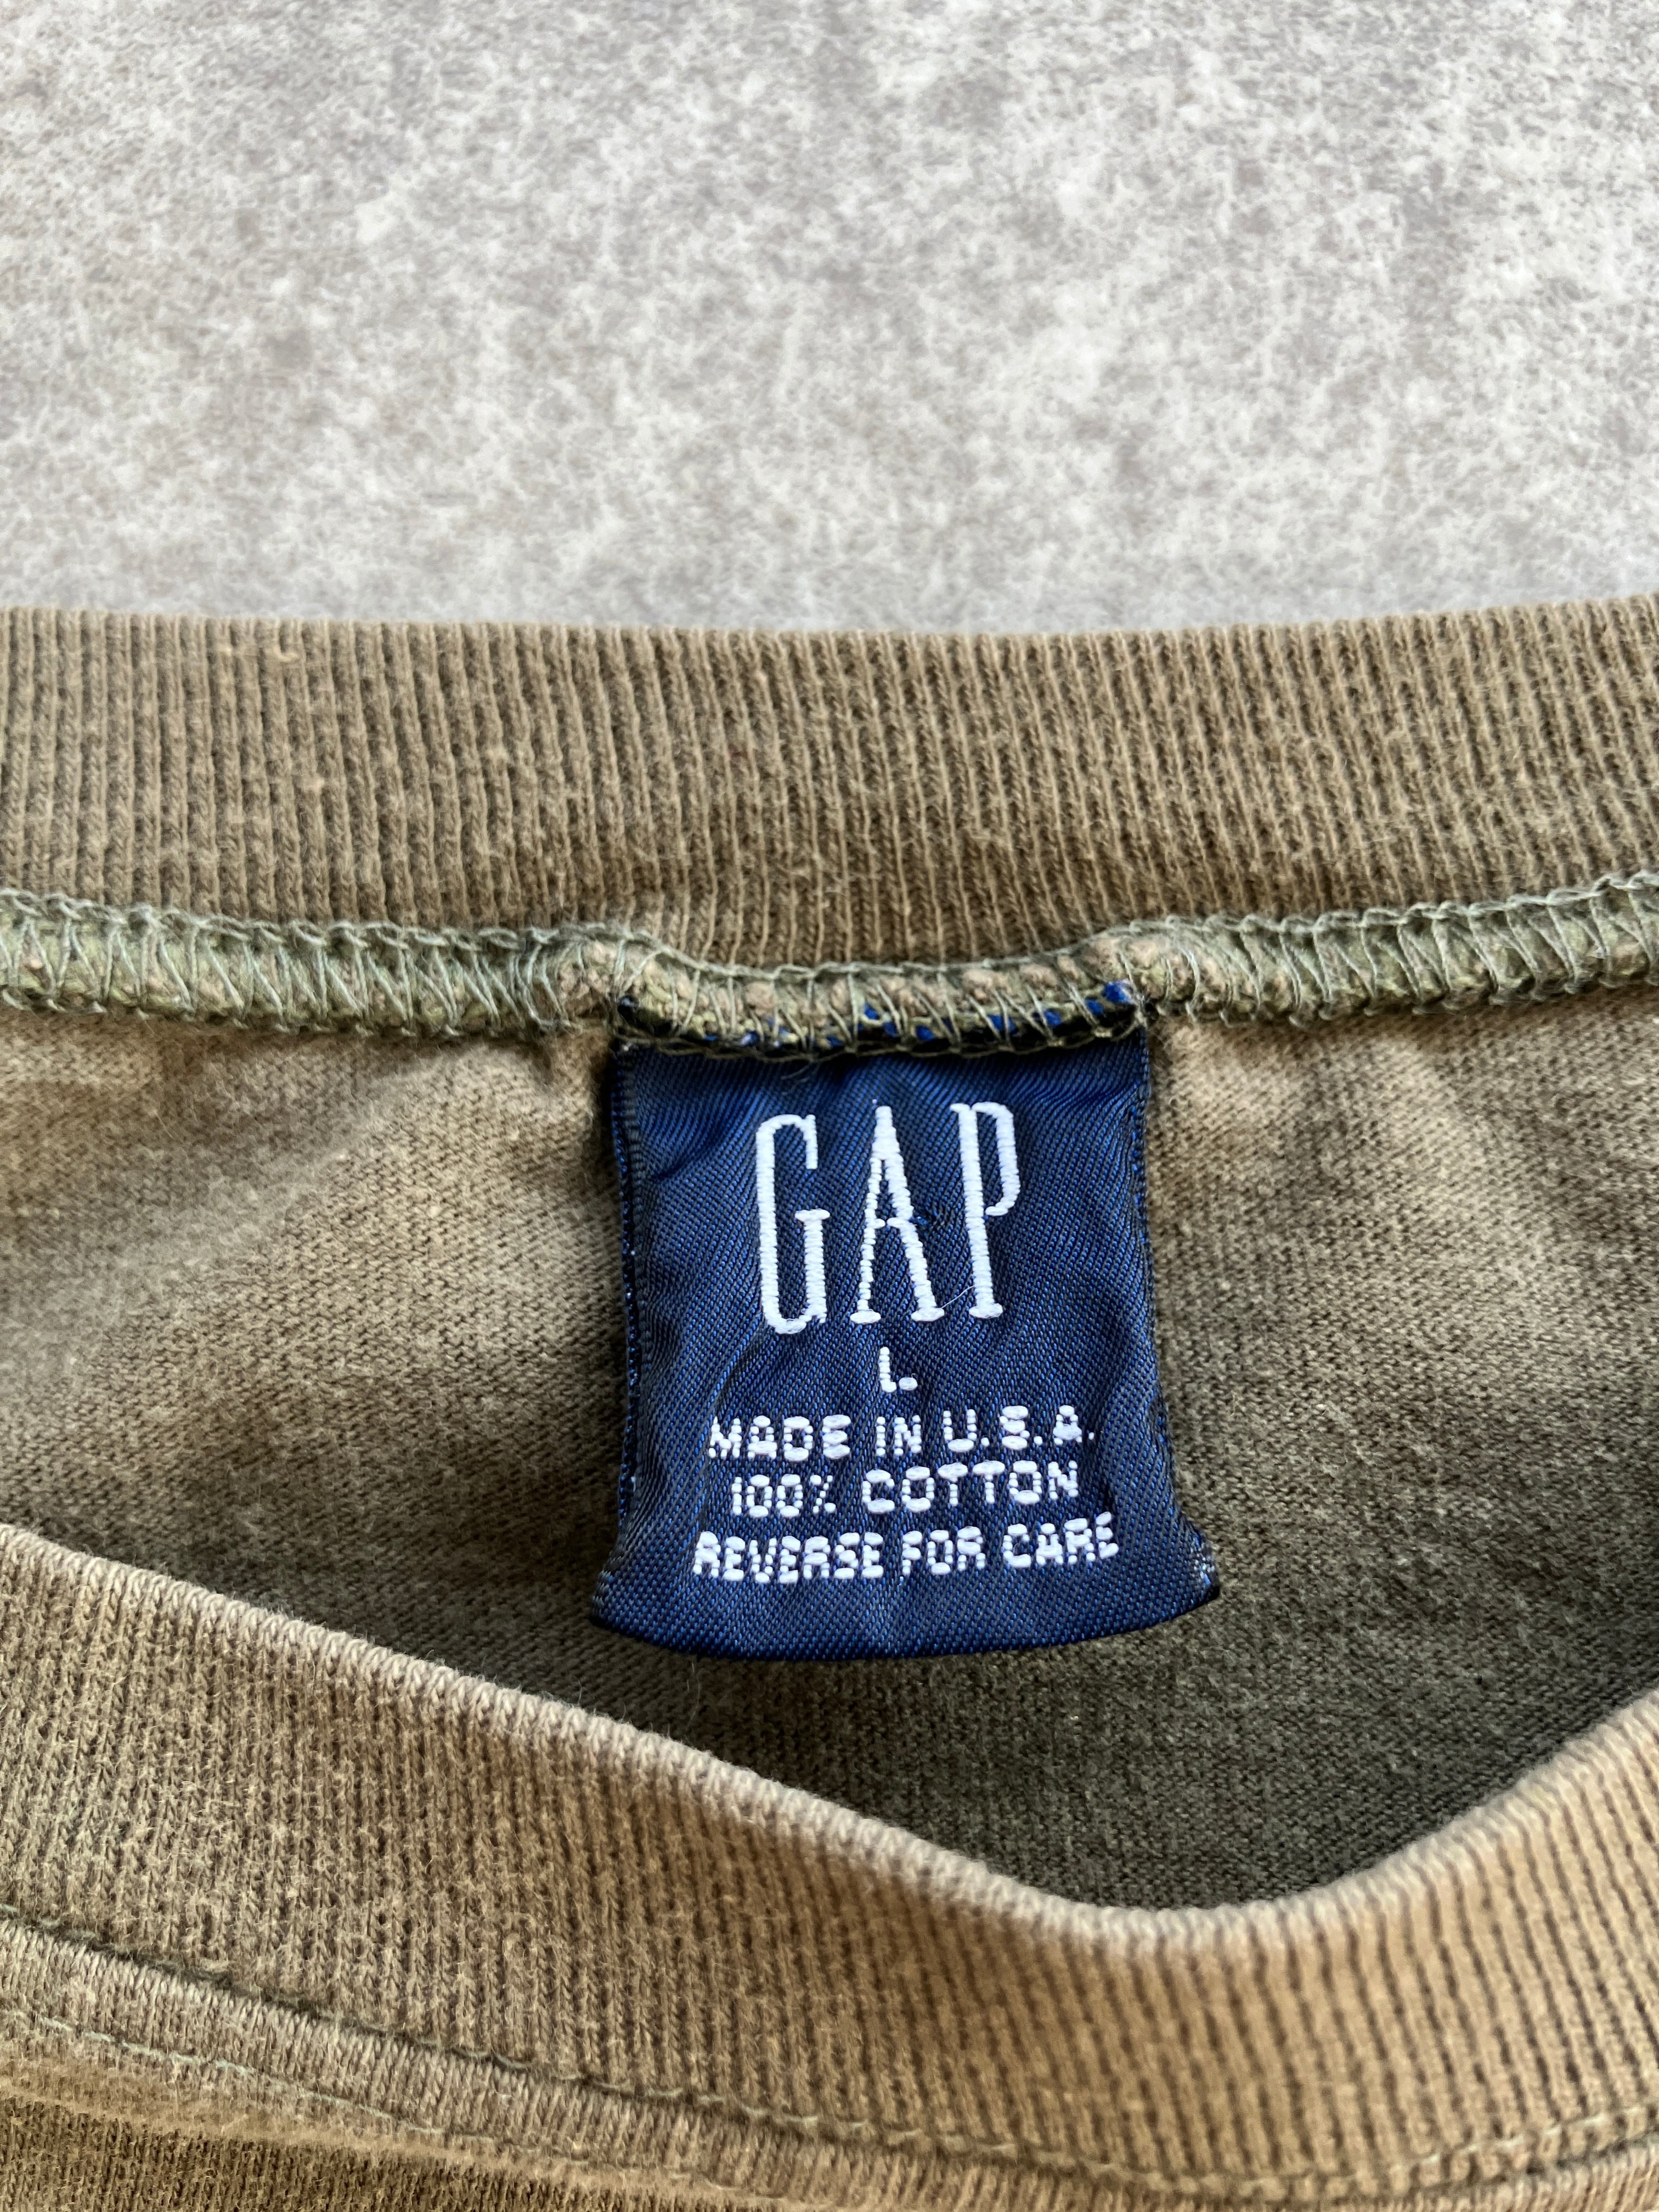 GAP
L.
MADE IN U.S.A.
100% COTTON
REVERSE FOR CARE